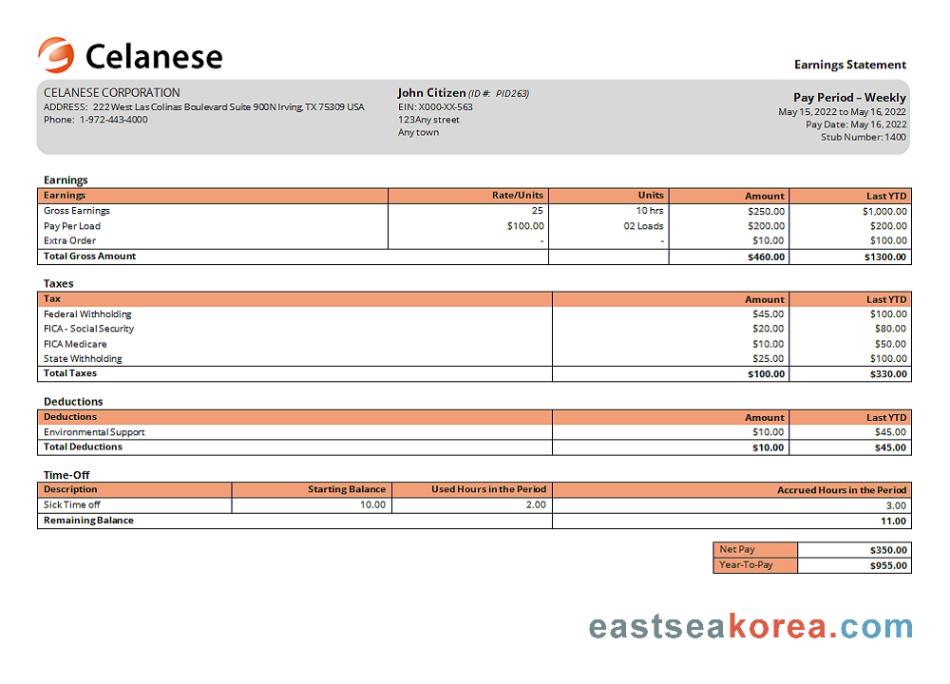 Celanese
Earnings Statement
CELANESE CORPORATION
ADDRESS: 222 West Las Colinas Boulevard Suite 900N Irving, TX 75309 USA
Phone: 1-972-443-4000
John Citizen (ID #: PID263)
EIN: X000-XX-563
123Any street
Any town
Pay Period – Weekly
May 15, 2022 to May 16, 2022
Pay Date: May 16, 2022
Stub Number: 1400
Earnings
Earnings Rate/Units Units Amount Last YTD
Gross Earnings 25 10 hrs $250.00 $1,000.00
Pay Per Load $100.00 02 Loads $200.00 $200.00
Extra Order - - $10.00 $100.00
Total Gross Amount $460.00 $1300.00
Taxes
Tax Amount Last YTD
Federal Withholding $45.00 $100.00
FICA - Social Security $20.00 $80.00
FICA Medicare $10.00 $50.00
State Withholding $25.00 $100.00
Total Taxes $100.00 $330.00
Deductions
Deductions Amount Last YTD
Environmental Support $10.00 $45.00
Total Deductions $10.00 $45.00
Time-Off
Description Starting Balance Used Hours in the Period Accrued Hours in the Period
Sick Time off 10.00 2.00 3.00
Remaining Balance 11.00
Net Pay $350.00
Year-To-Pay $955.00
eastseakorea.com